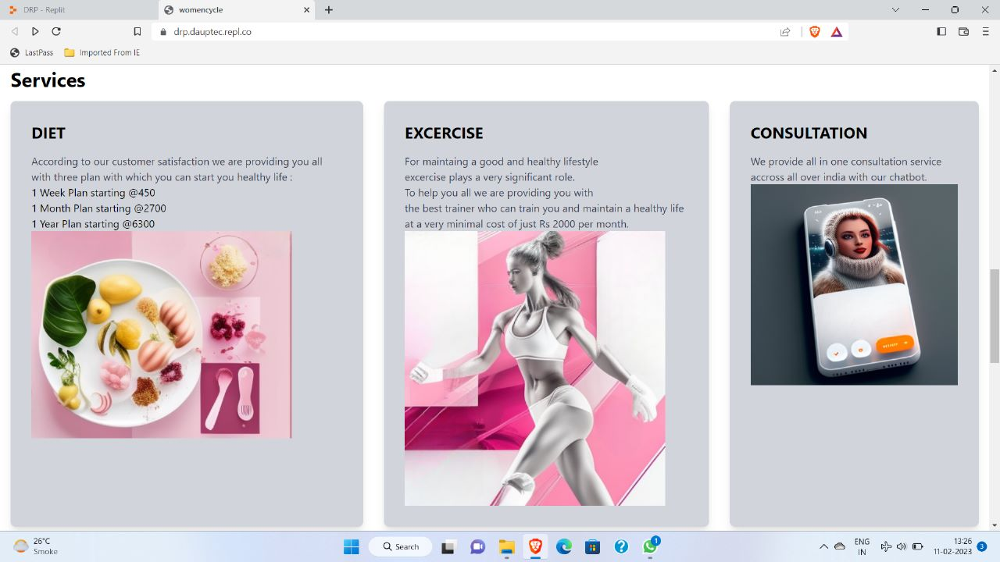 DRP - Replit
womencycle
drp.dauptec.repl.co
LastPass
Imported From IE
Services
DIET
According to our customer satisfaction we are providing you all
with three plan with which you can start you healthy life :
1 Week Plan starting @450
1 Month Plan starting @2700
1 Year Plan starting @6300
EXCERCISE
For maintaing a good and healthy lifestyle
excercise plays a very significant role.
To help you all we are providing you with
the best trainer who can train you and maintain a healthy life
at a very minimal cost of just Rs 2000 per month.
CONSULTATION
We provide all in one consultation service
accross all over india with our chatbot.
26°C
Smoke
Search
1
ENG
IN
13:26
11-02-2023
3